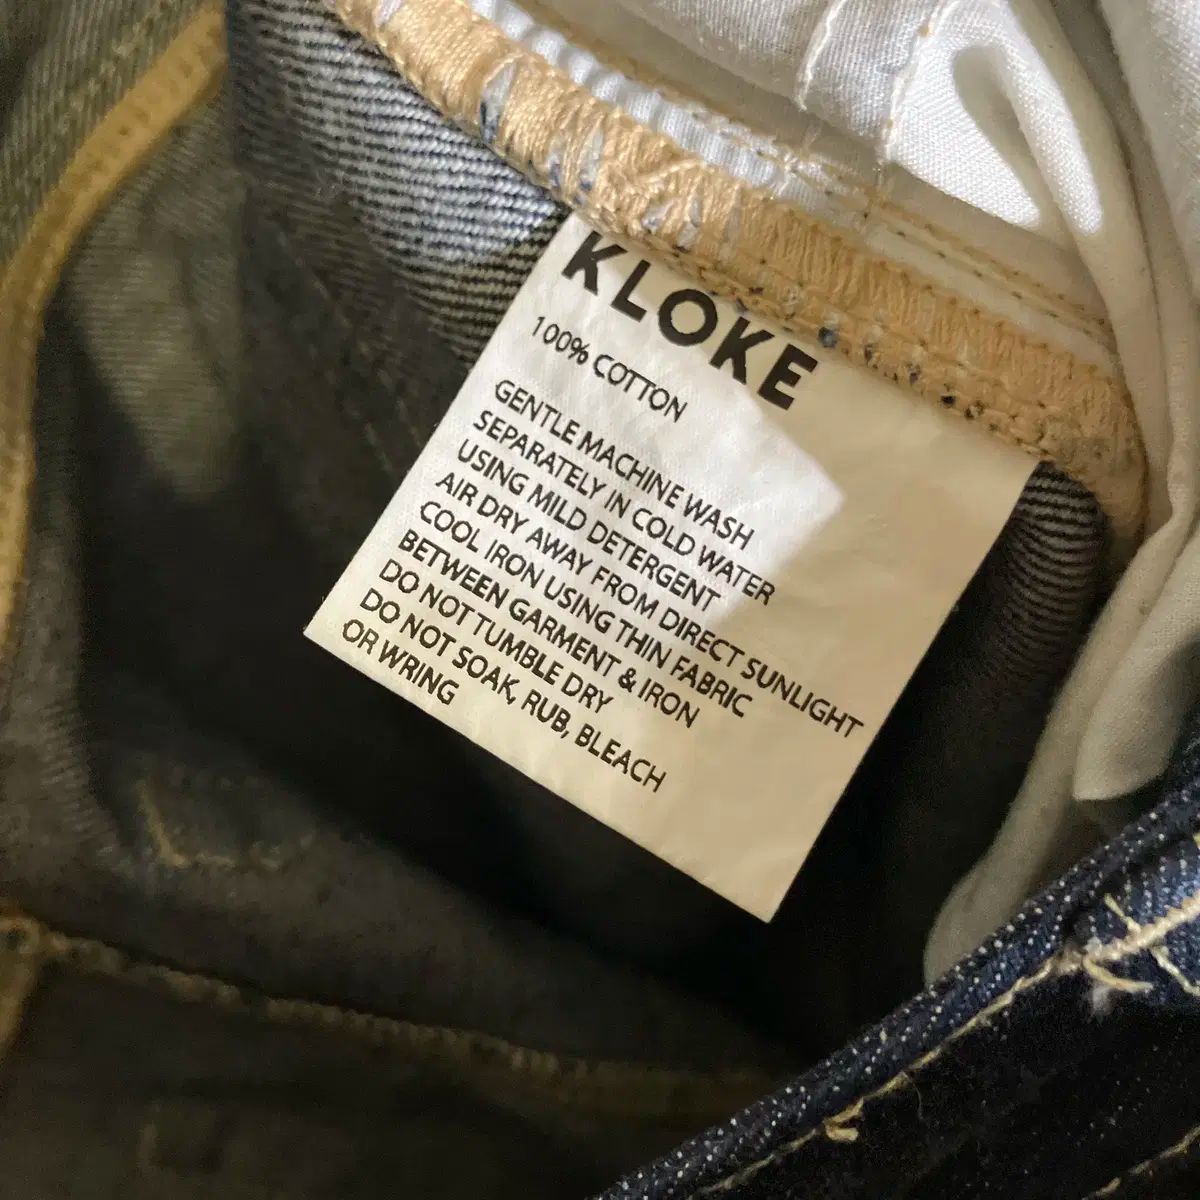 KLOKE
100% COTTON
GENTLE MACHINE WASH
SEPARATELY IN COLD WATER
USING MILD DETERGENT
AIR DRY AWAY FROM DIRECT SUNLIGHT
COOL IRON USING THIN FABRIC
BETWEEN GARMENT & IRON
DO NOT TUMBLE DRY
DO NOT SOAK, RUB, BLEACH
OR WRING